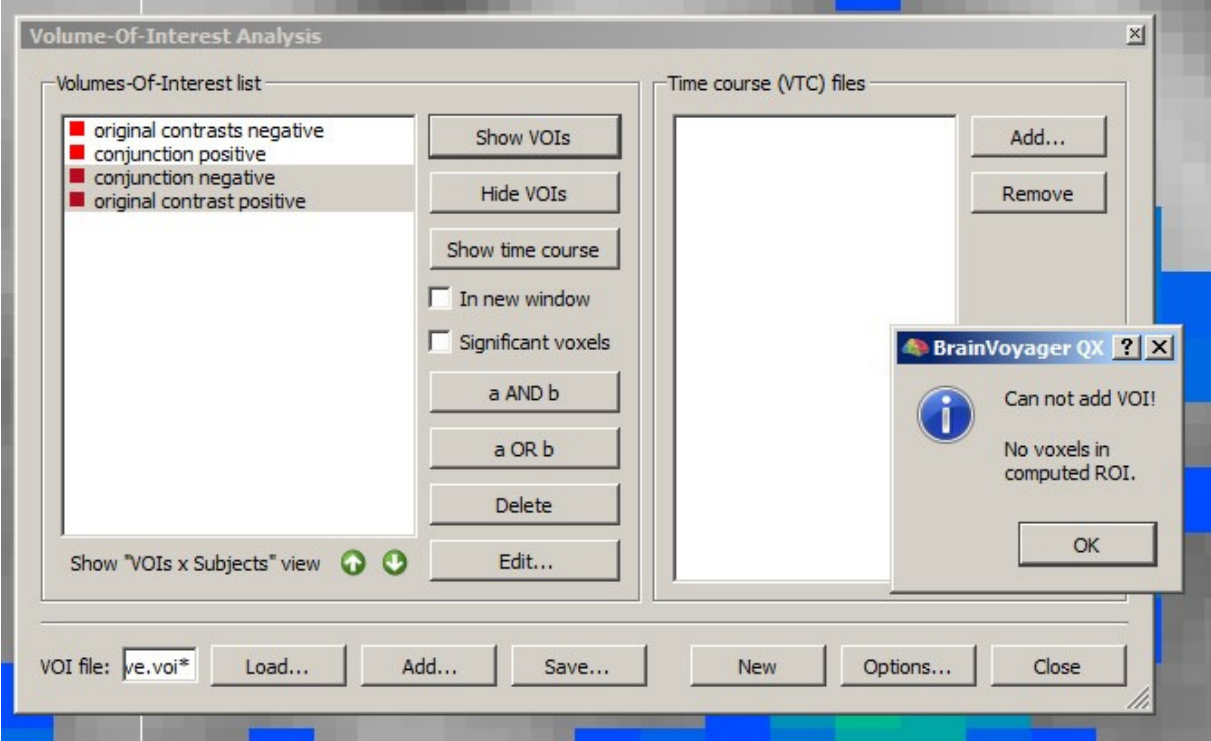 Volume-Of-Interest Analysis
Volumes-Of-Interest list
original contrasts negative
conjunction positive
conjunction negative
original contrast positive
Show VOIs
Hide VOIs
Show time course
In new window
Significant voxels
a AND b
a OR b
Delete
Edit...
Show "VOIs x Subjects" view
Time course (VTC) files
Add...
Remove
BrainVoyager QX
Can not add VOI!
No voxels in
computed ROI.
OK
VOI file: ve.voi* Load... Add... Save... New Options... Close